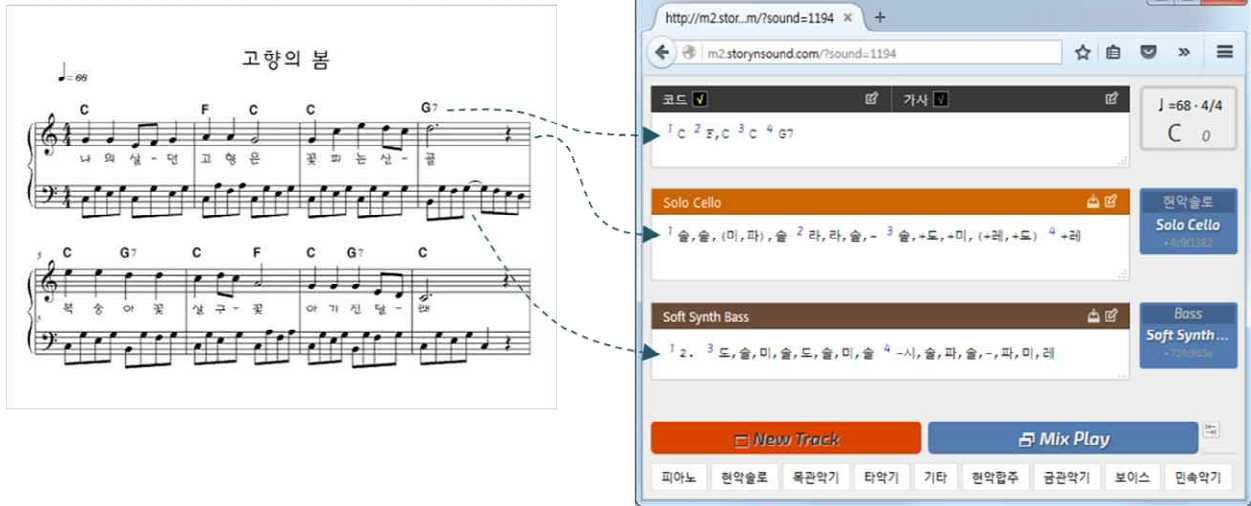 고향의 봄
♩= 66
C F C C G7
나 의 살 - 던 고 향 은 꽃 피 는 산 - 골
5 C G7 C F C G7 C
복 숭 아 꽃 살 구 - 꽃 아 기 진 달 - 래
http://m2.stor...m/?sound=1194 × +
m2.storynsound.com/?sound=1194
코드 √ 가사 √
♩=68 · 4/4
C 0
1 C 2 F,C 3 C 4 G7
Solo Cello
현악솔로
Solo Cello
1 솔,솔,(미,파),솔 2 라,라,솔,- 3 솔,+도,+미,(+레,+도) 4 +레
Soft Synth Bass
Bass
Soft Synth ...
1 2. 3 도,솔,미,솔,도,솔,미,솔 4 -시,솔,파,솔,-,파,미,레
New Track Mix Play
피아노 현악솔로 목관악기 타악기 기타 현악합주 금관악기 보이스 민속악기